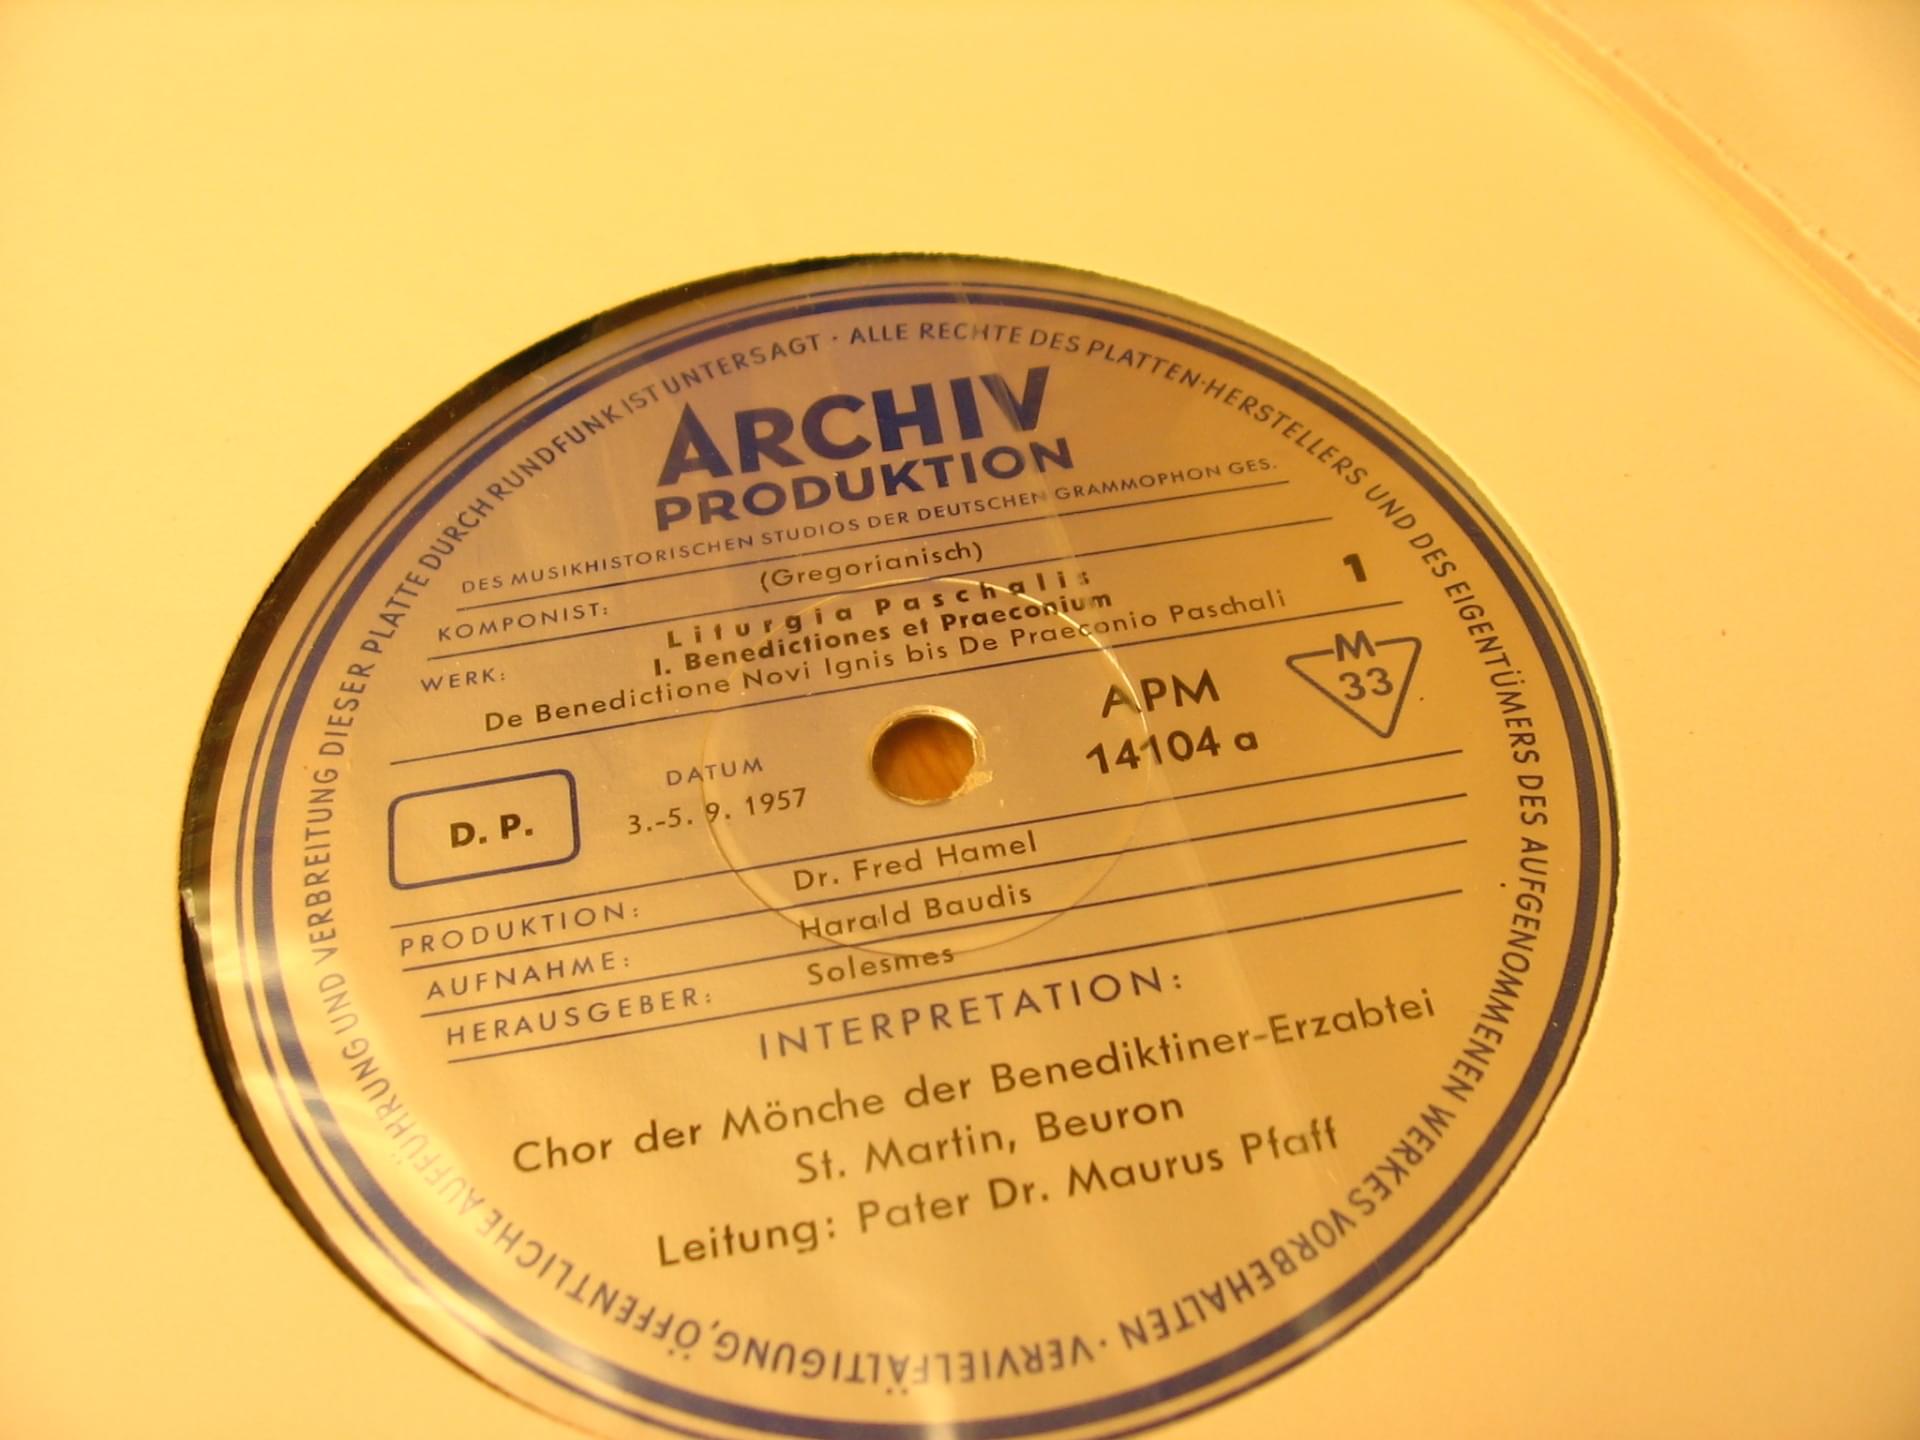 ALLE RECHTE DES PLATTEN-HERSTELLERS UND DES EIGENTÜMERS DES AUFGENOMMENEN WERKES VORBEHALTEN · VERVIELFÄLTIGUNG, ÖFFENTLICHE AUFFÜHRUNG UND VERBREITUNG DIESER PLATTE DURCH RUNDFUNK IST UNTERSAGT ·
ARCHIV
PRODUKTION
DES MUSIKHISTORISCHEN STUDIOS DER DEUTSCHEN GRAMMOPHON GES.
KOMPONIST: (Gregorianisch)
WERK: Liturgia Paschalis 1
I. Benedictiones et Praeconium
De Benedictione Novi Ignis bis De Praeconio Paschali
D. P.
DATUM
3.-5. 9. 1957
APM
14104 a
M
33
PRODUKTION: Dr. Fred Hamel
AUFNAHME: Harald Baudis
HERAUSGEBER: Solesmes
INTERPRETATION:
Chor der Mönche der Benediktiner-Erzabtei
St. Martin, Beuron
Leitung: Pater Dr. Maurus Pfaff